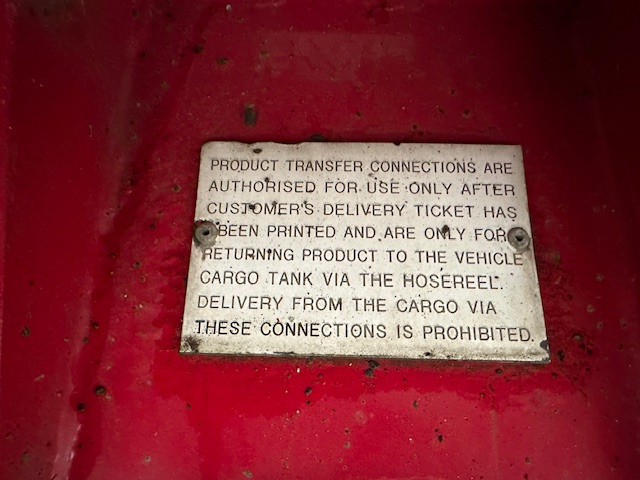 PRODUCT TRANSFER CONNECTIONS ARE
AUTHORISED FOR USE ONLY AFTER
CUSTOMER'S DELIVERY TICKET HAS
BEEN PRINTED AND ARE ONLY FOR
RETURNING PRODUCT TO THE VEHICLE
CARGO TANK VIA THE HOSEREEL.
DELIVERY FROM THE CARGO VIA
THESE CONNECTIONS IS PROHIBITED.